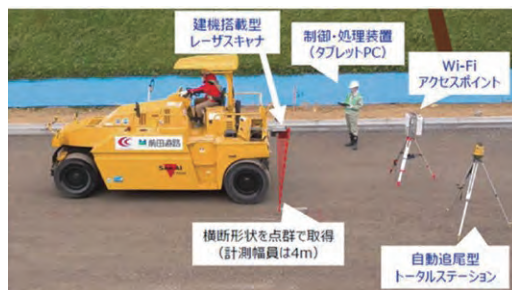 建機搭載型
レーザスキャナ
制御・処理装置
(タブレットPC)
Wi-Fi
アクセスポイント
前田道路
SAKAI
横断形状を点群で取得
(計測幅員は4m)
自動追尾型
トータルステーション